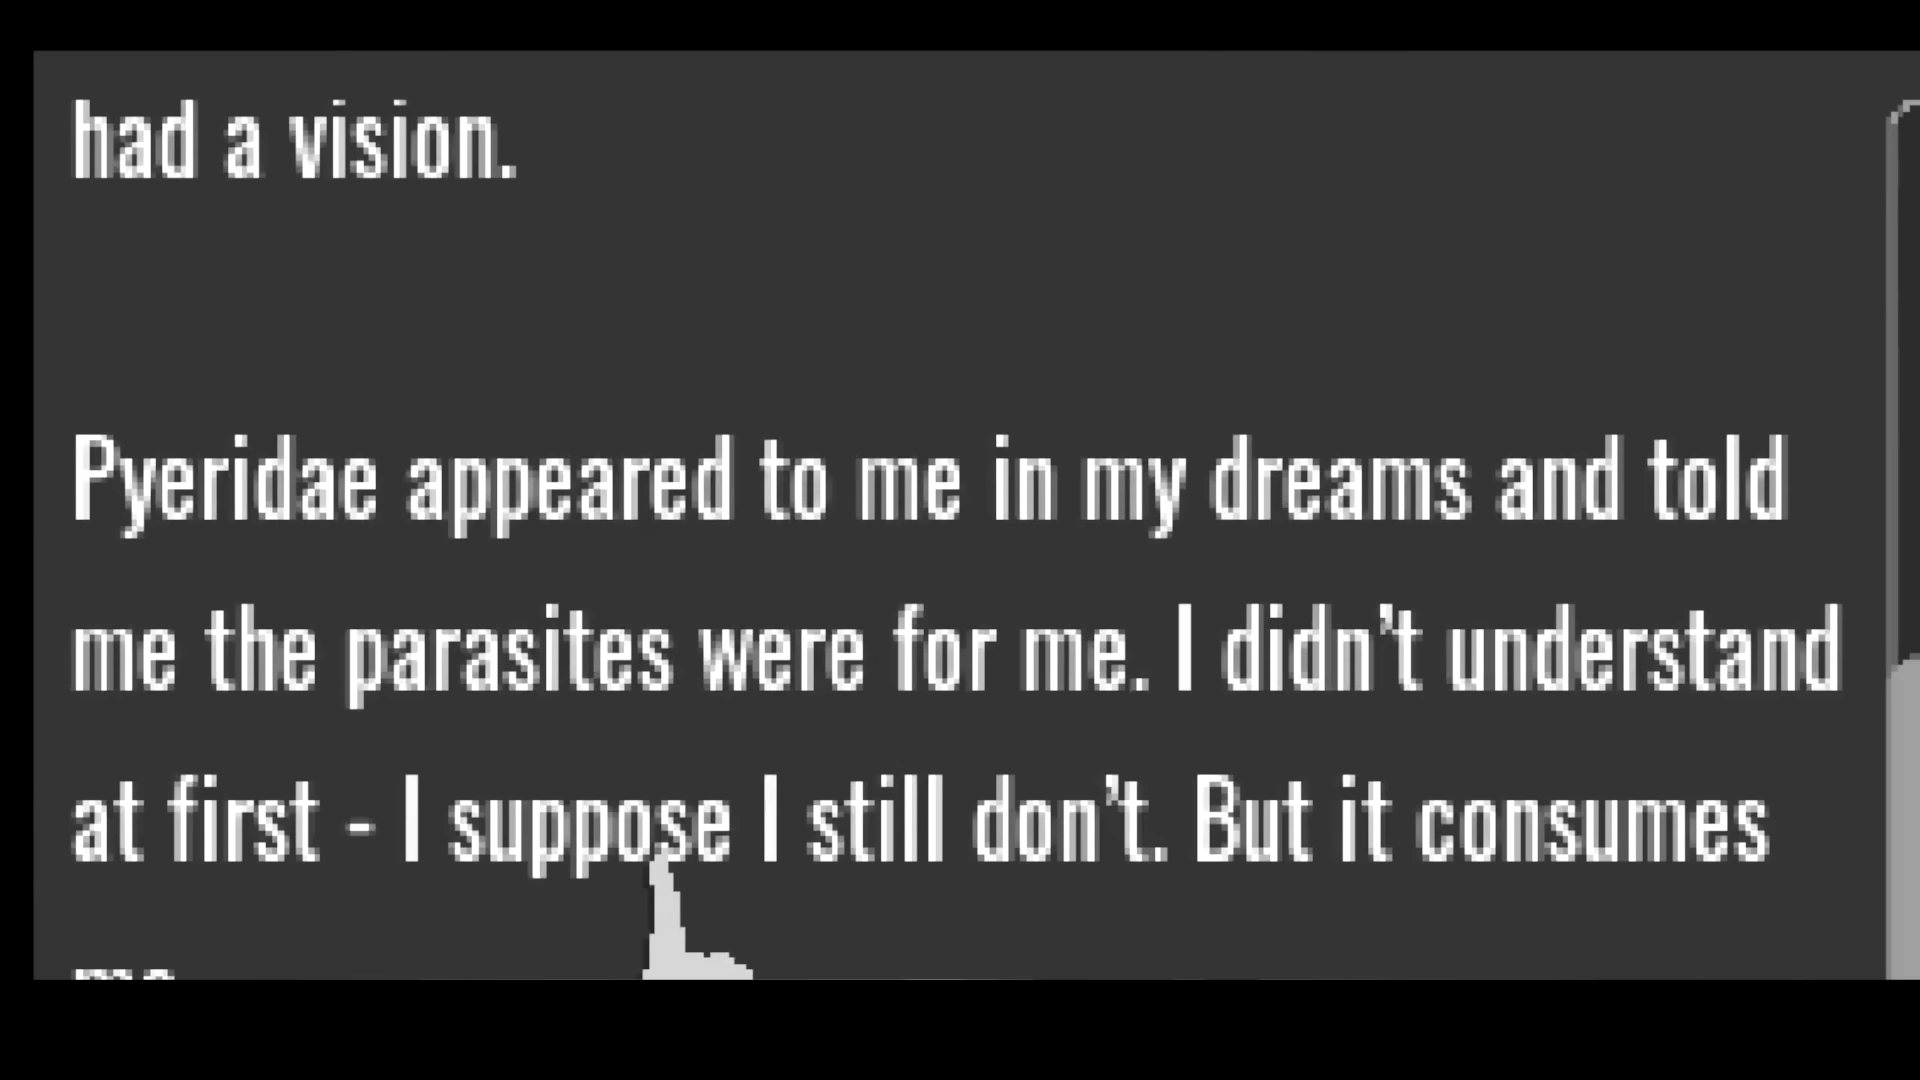 had a vision.
Pyeridae appeared to me in my dreams and told
me the parasites were for me. I didn't understand
at first - I suppose I still don't. But it consumes